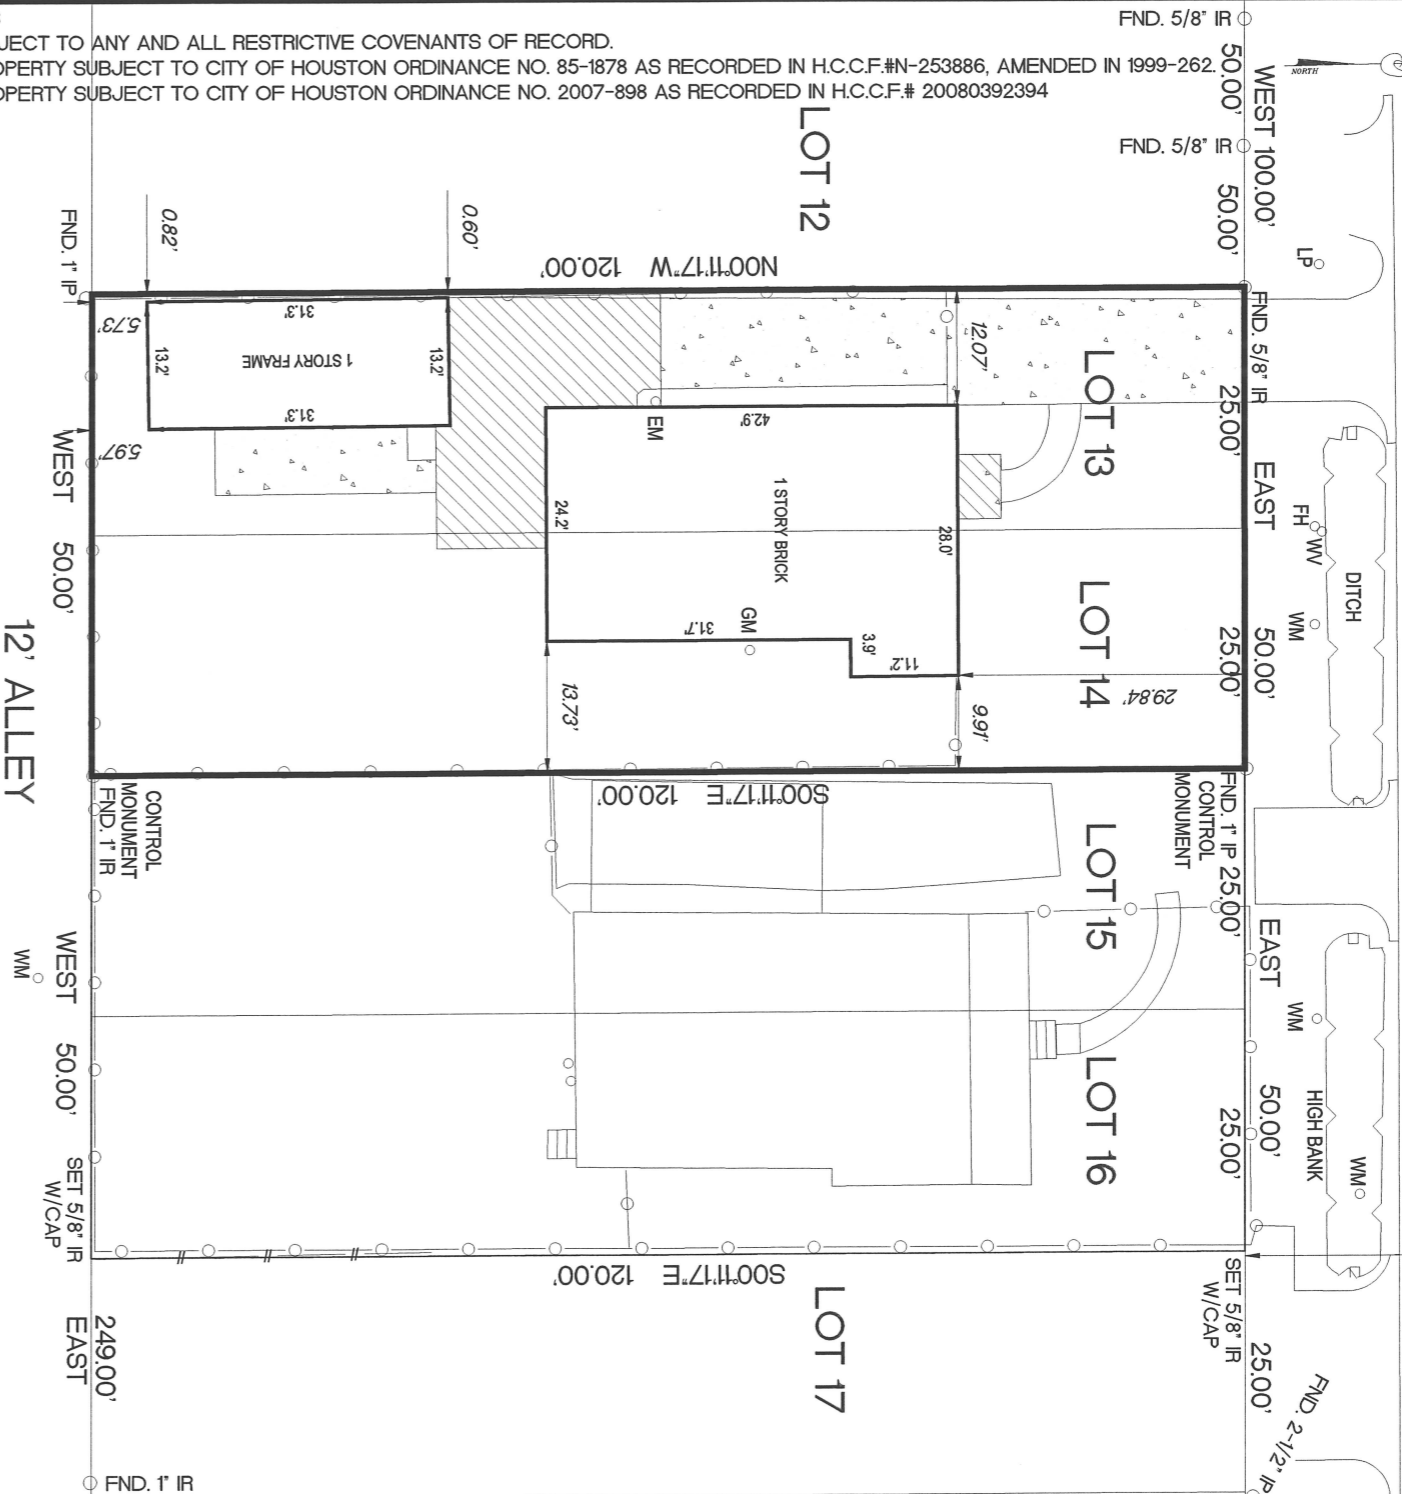 JECT TO ANY AND ALL RESTRICTIVE COVENANTS OF RECORD.
OPERTY SUBJECT TO CITY OF HOUSTON ORDINANCE NO. 85-1878 AS RECORDED IN H.C.C.F.#N-253886, AMENDED IN 1999-262.
OPERTY SUBJECT TO CITY OF HOUSTON ORDINANCE NO. 2007-898 AS RECORDED IN H.C.C.F.# 20080392394
FND. 5/8" IR
50.00'
WEST 100.00'
NORTH
FND. 5/8" IR
50.00'
LP
LOT 12
N00°11'17"W 120.00'
FND. 1" IP
0.82'
0.60'
FND. 5/8" IR
5.73'
31.3'
13.2'
1 STORY FRAME
13.2'
31.3'
5.97'
12.07'
LOT 13
25.00'
EAST 50.00'
EM
42.9'
1 STORY BRICK
24.2'
28.0'
FH
WV
WM
DITCH
WEST 50.00'
12' ALLEY
GM
31.7'
3.9'
11.2'
LOT 14
25.00'
29.84'
13.73'
9.91'
S00°11'17"E 120.00'
CONTROL
MONUMENT
FND. 1" IR
FND. 1" IP
CONTROL
MONUMENT
25.00'
LOT 15
EAST 50.00'
WM
WEST 50.00'
WM
LOT 16
25.00'
HIGH BANK
WM
SET 5/8" IR
W/CAP
S00°11'17"E 120.00'
SET 5/8" IR
W/CAP
LOT 17
249.00'
EAST
25.00'
FND. 2-1/2" IP
FND. 1" IR